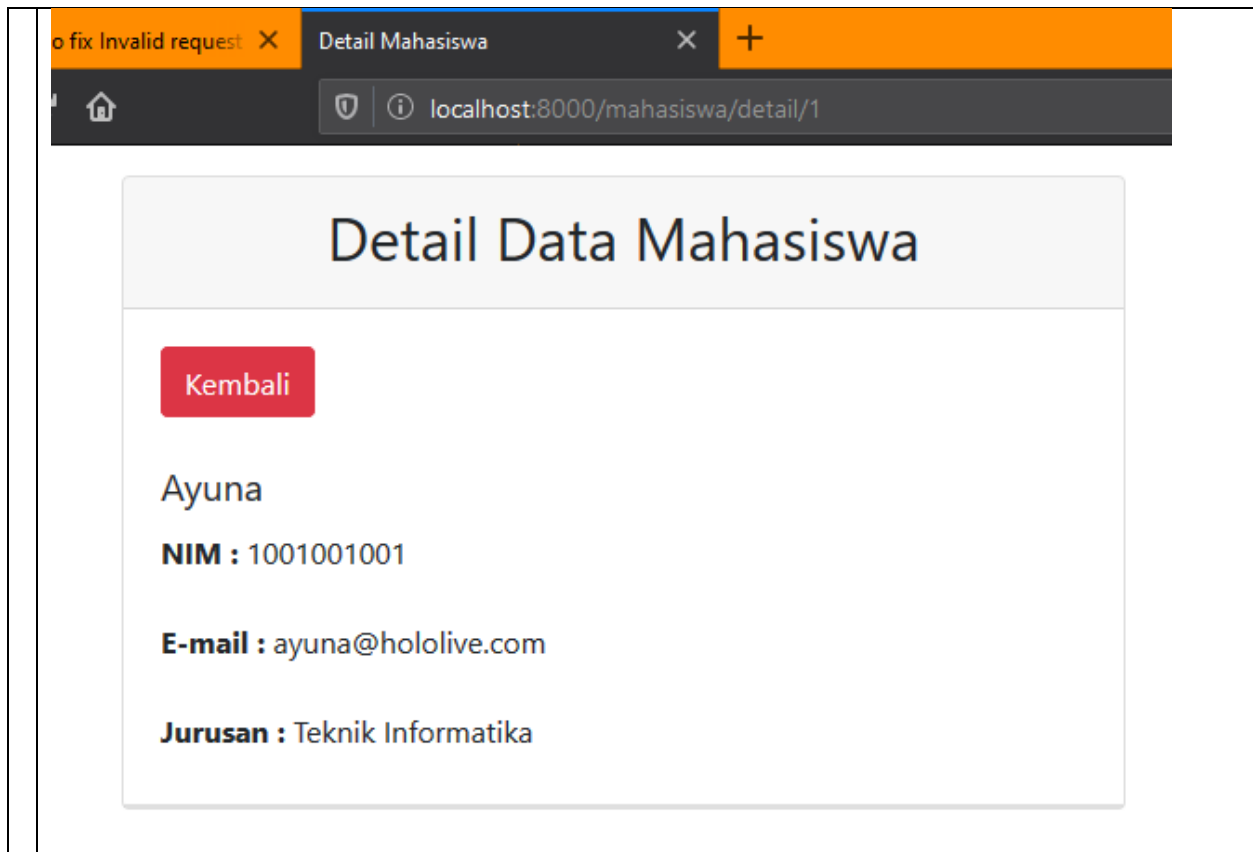 o fix Invalid request
Detail Mahasiswa
localhost:8000/mahasiswa/detail/1
Detail Data Mahasiswa
Kembali
Ayuna
NIM : 1001001001
E-mail : ayuna@hololive.com
Jurusan : Teknik Informatika